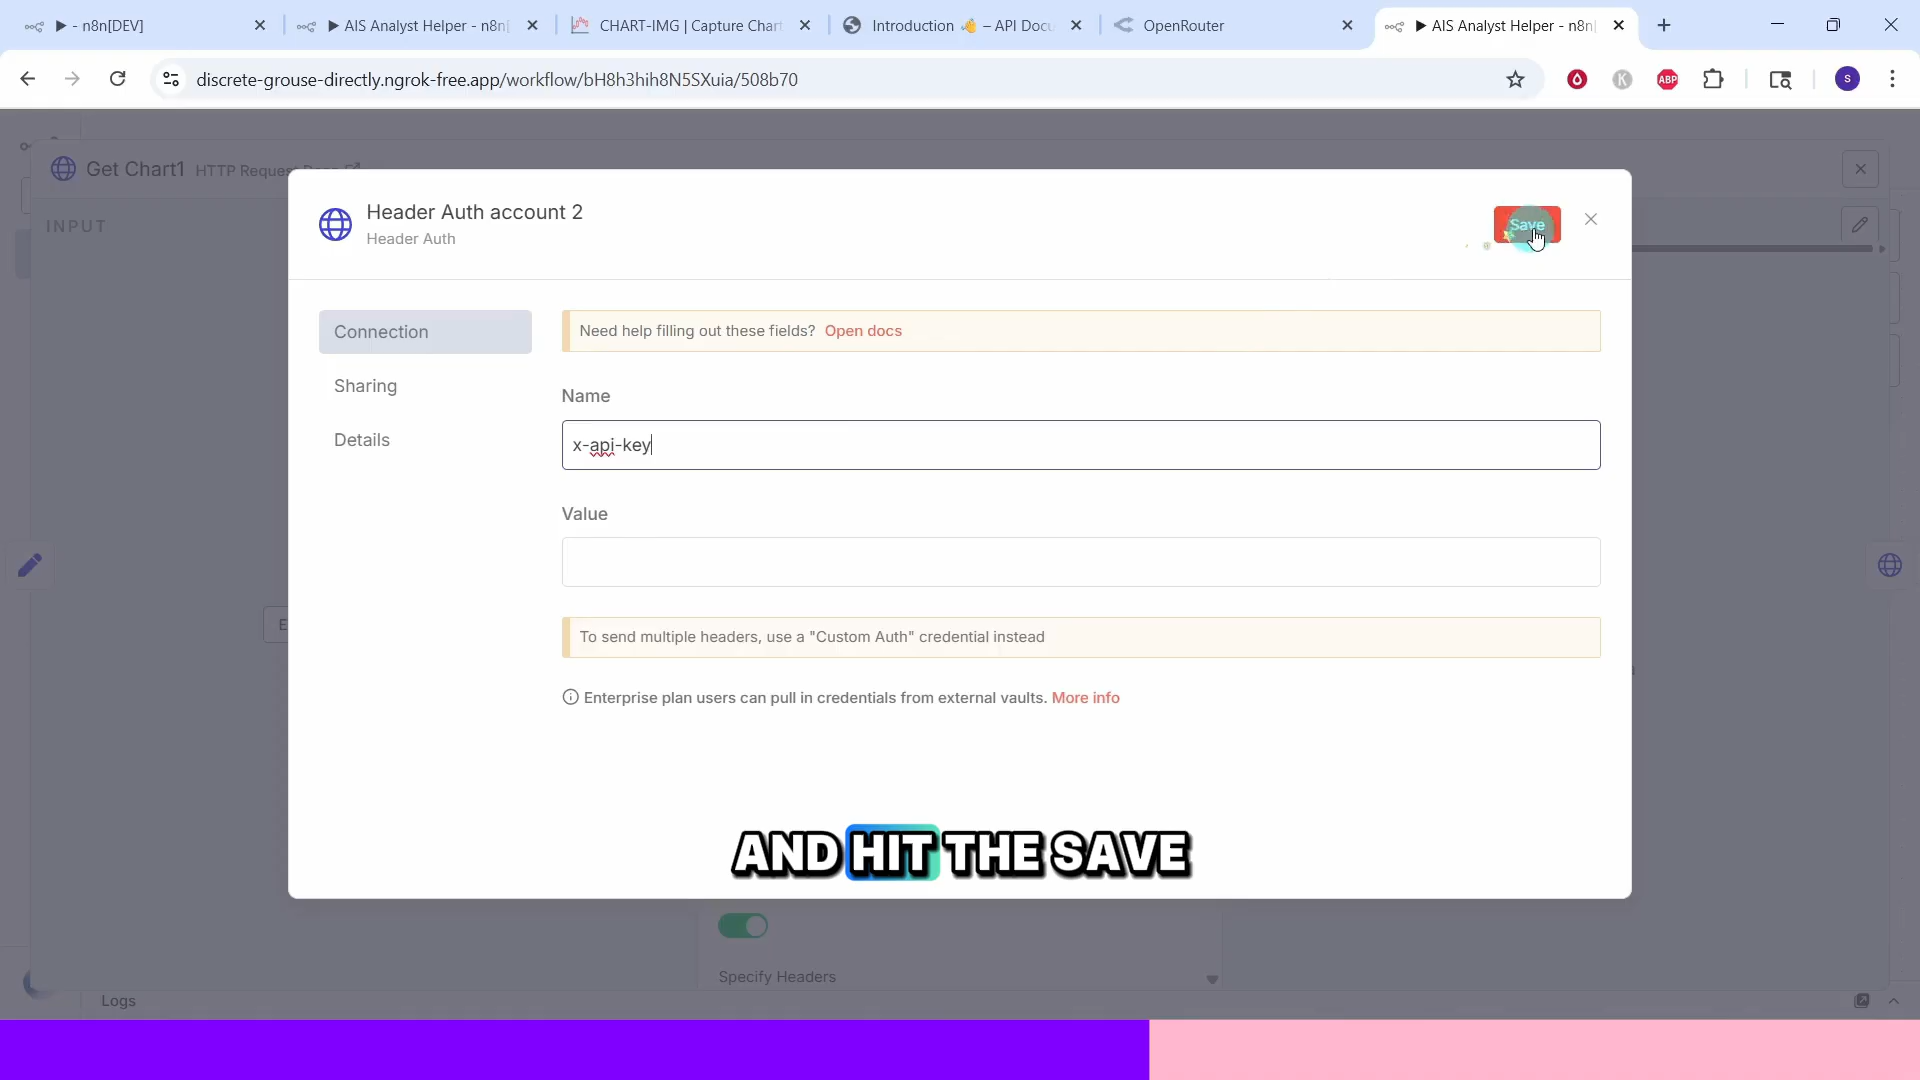 - n8n[DEV]
AIS Analyst Helper - n8n[
CHART-IMG | Capture Chart
Introduction 👋 – API Docu
OpenRouter
AIS Analyst Helper - n8n[
discrete-grouse-directly.ngrok-free.app/workflow/bH8h3hih8N5SXuia/508b70
K
ABP
S
Get Chart1
HTTP Request
INPUT
Header Auth account 2
Header Auth
Save
Connection
Sharing
Details
Need help filling out these fields? Open docs
Name
x-api-key
Value
To send multiple headers, use a "Custom Auth" credential instead
Enterprise plan users can pull in credentials from external vaults. More info
AND HIT THE SAVE
Specify Headers
Logs